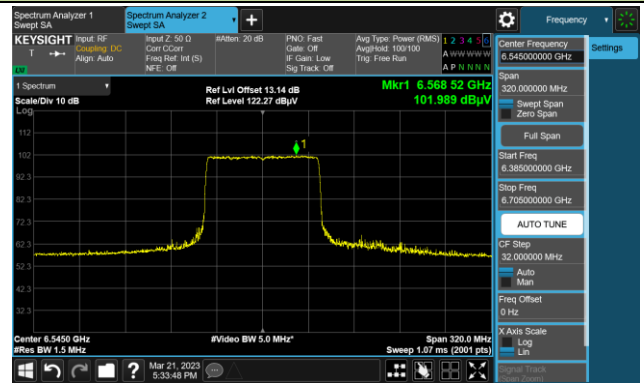 Spectrum Analyzer 1
Swept SA
Spectrum Analyzer 2
Swept SA
+
Frequency
KEYSIGHT
T
Input: RF
Coupling: DC
Align: Auto
Input Z: 50 Ω
Corr CCorr
Freq Ref: Int (S)
NFE: Off
#Atten: 20 dB
PNO: Fast
Gate: Off
IF Gain: Low
Sig Track: Off
Avg Type: Power (RMS)
Avg|Hold: 100/100
Trig: Free Run
1 2 3 4 5 6
A W W W W W
A P N N N N
1 Spectrum
Scale/Div 10 dB
Log
Ref Lvl Offset 13.14 dB
Ref Level 122.27 dBµV
Mkr1 6.568 52 GHz
101.989 dBµV
112
102
92.3
82.3
72.3
62.3
52.3
42.3
32.3
1
Center 6.5450 GHz
#Res BW 1.5 MHz
#Video BW 5.0 MHz*
Span 320.0 MHz
Sweep 1.07 ms (2001 pts)
Center Frequency
6.545000000 GHz
Settings
Span
320.000000 MHz
Swept Span
Zero Span
Full Span
Start Freq
6.385000000 GHz
Stop Freq
6.705000000 GHz
AUTO TUNE
CF Step
32.000000 MHz
Auto
Man
Freq Offset
0 Hz
X Axis Scale
Log
Lin
Signal Track
(Span Zoom)
?
Mar 21, 2023
5:33:48 PM